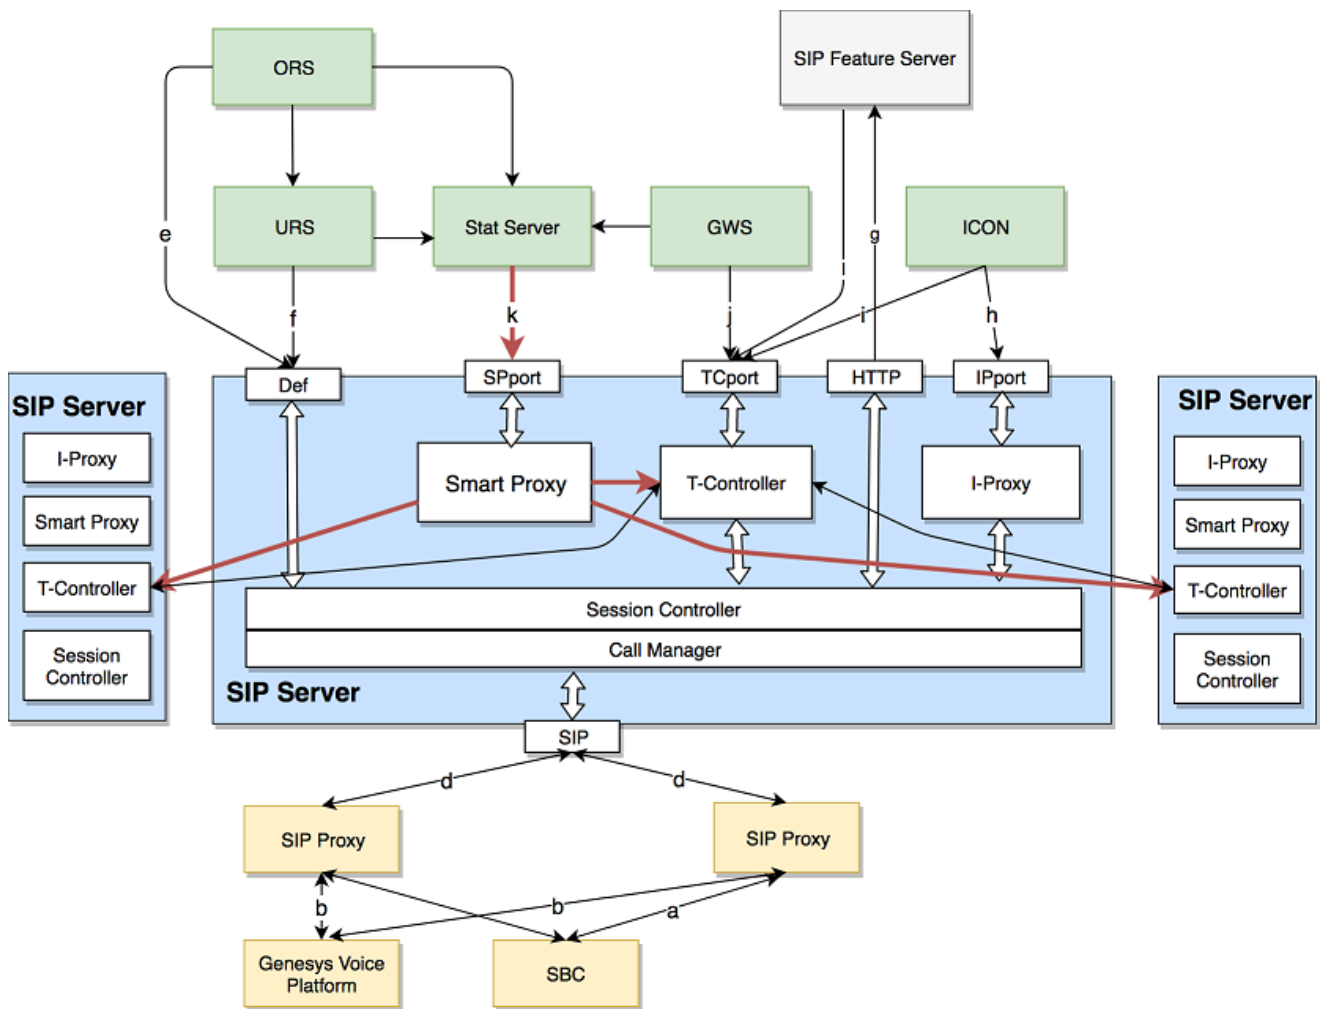 ORS
SIP Feature Server
e
URS
Stat Server
GWS
g
ICON
f
k
j
l
i
h
Def
SPport
TCport
HTTP
IPport
SIP Server
I-Proxy
Smart Proxy
T-Controller
Session
Controller
Smart Proxy
T-Controller
I-Proxy
Session Controller
Call Manager
SIP Server
SIP
SIP Server
I-Proxy
Smart Proxy
T-Controller
Session
Controller
d
d
SIP Proxy
SIP Proxy
b
b
a
Genesys Voice
Platform
SBC